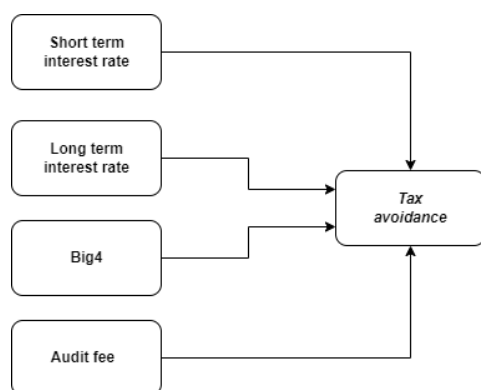 Short term
interest rate
Long term
interest rate
Tax
avoidance
Big4
Audit fee